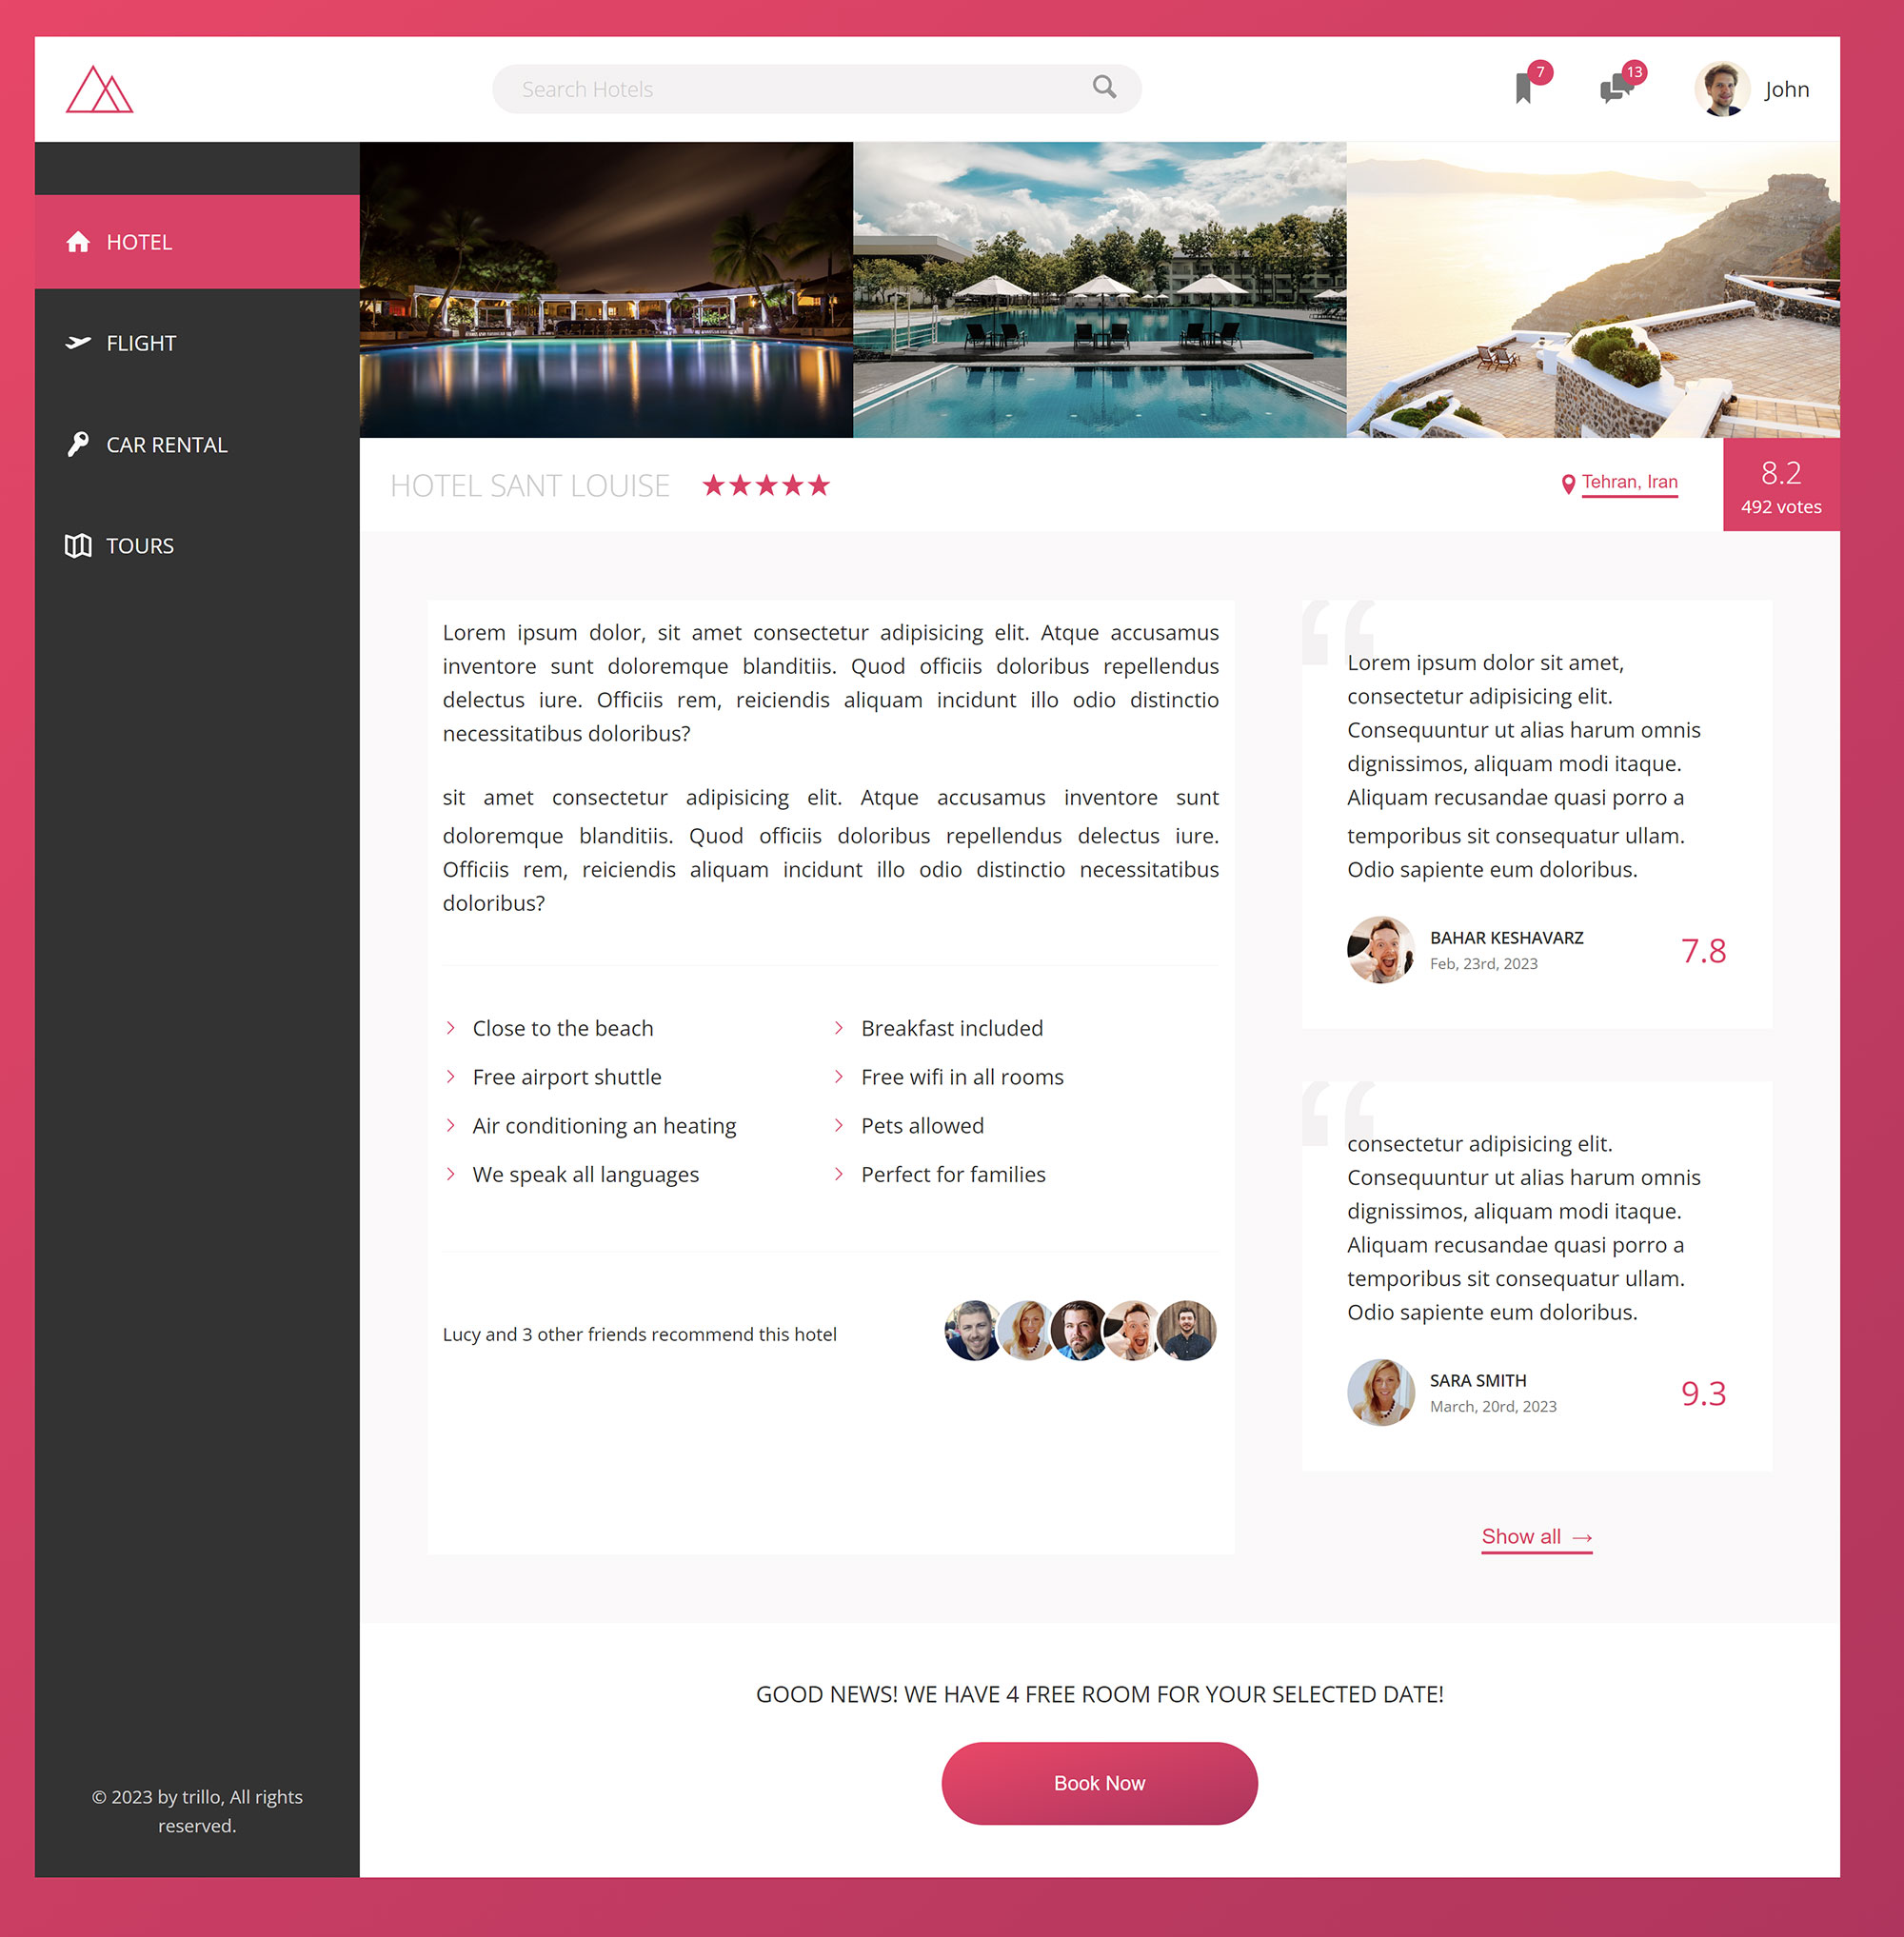 Search Hotels
7
13
John
HOTEL
FLIGHT
CAR RENTAL
TOURS
© 2023 by trillo, All rights
reserved.
HOTEL SANT LOUISE
Tehran, Iran
8.2
492 votes
Lorem ipsum dolor, sit amet consectetur adipisicing elit. Atque accusamus
inventore sunt doloremque blanditiis. Quod officiis doloribus repellendus
delectus iure. Officiis rem, reiciendis aliquam incidunt illo odio distinctio
necessitatibus doloribus?
sit amet consectetur adipisicing elit. Atque accusamus inventore sunt
doloremque blanditiis. Quod officiis doloribus repellendus delectus iure.
Officiis rem, reiciendis aliquam incidunt illo odio distinctio necessitatibus
doloribus?
Close to the beach
Free airport shuttle
Air conditioning an heating
We speak all languages
Breakfast included
Free wifi in all rooms
Pets allowed
Perfect for families
Lucy and 3 other friends recommend this hotel
“
Lorem ipsum dolor sit amet,
consectetur adipisicing elit.
Consequuntur ut alias harum omnis
dignissimos, aliquam modi itaque.
Aliquam recusandae quasi porro a
temporibus sit consequatur ullam.
Odio sapiente eum doloribus.
BAHAR KESHAVARZ
Feb, 23rd, 2023
7.8
“
consectetur adipisicing elit.
Consequuntur ut alias harum omnis
dignissimos, aliquam modi itaque.
Aliquam recusandae quasi porro a
temporibus sit consequatur ullam.
Odio sapiente eum doloribus.
SARA SMITH
March, 20rd, 2023
9.3
Show all →
GOOD NEWS! WE HAVE 4 FREE ROOM FOR YOUR SELECTED DATE!
Book Now